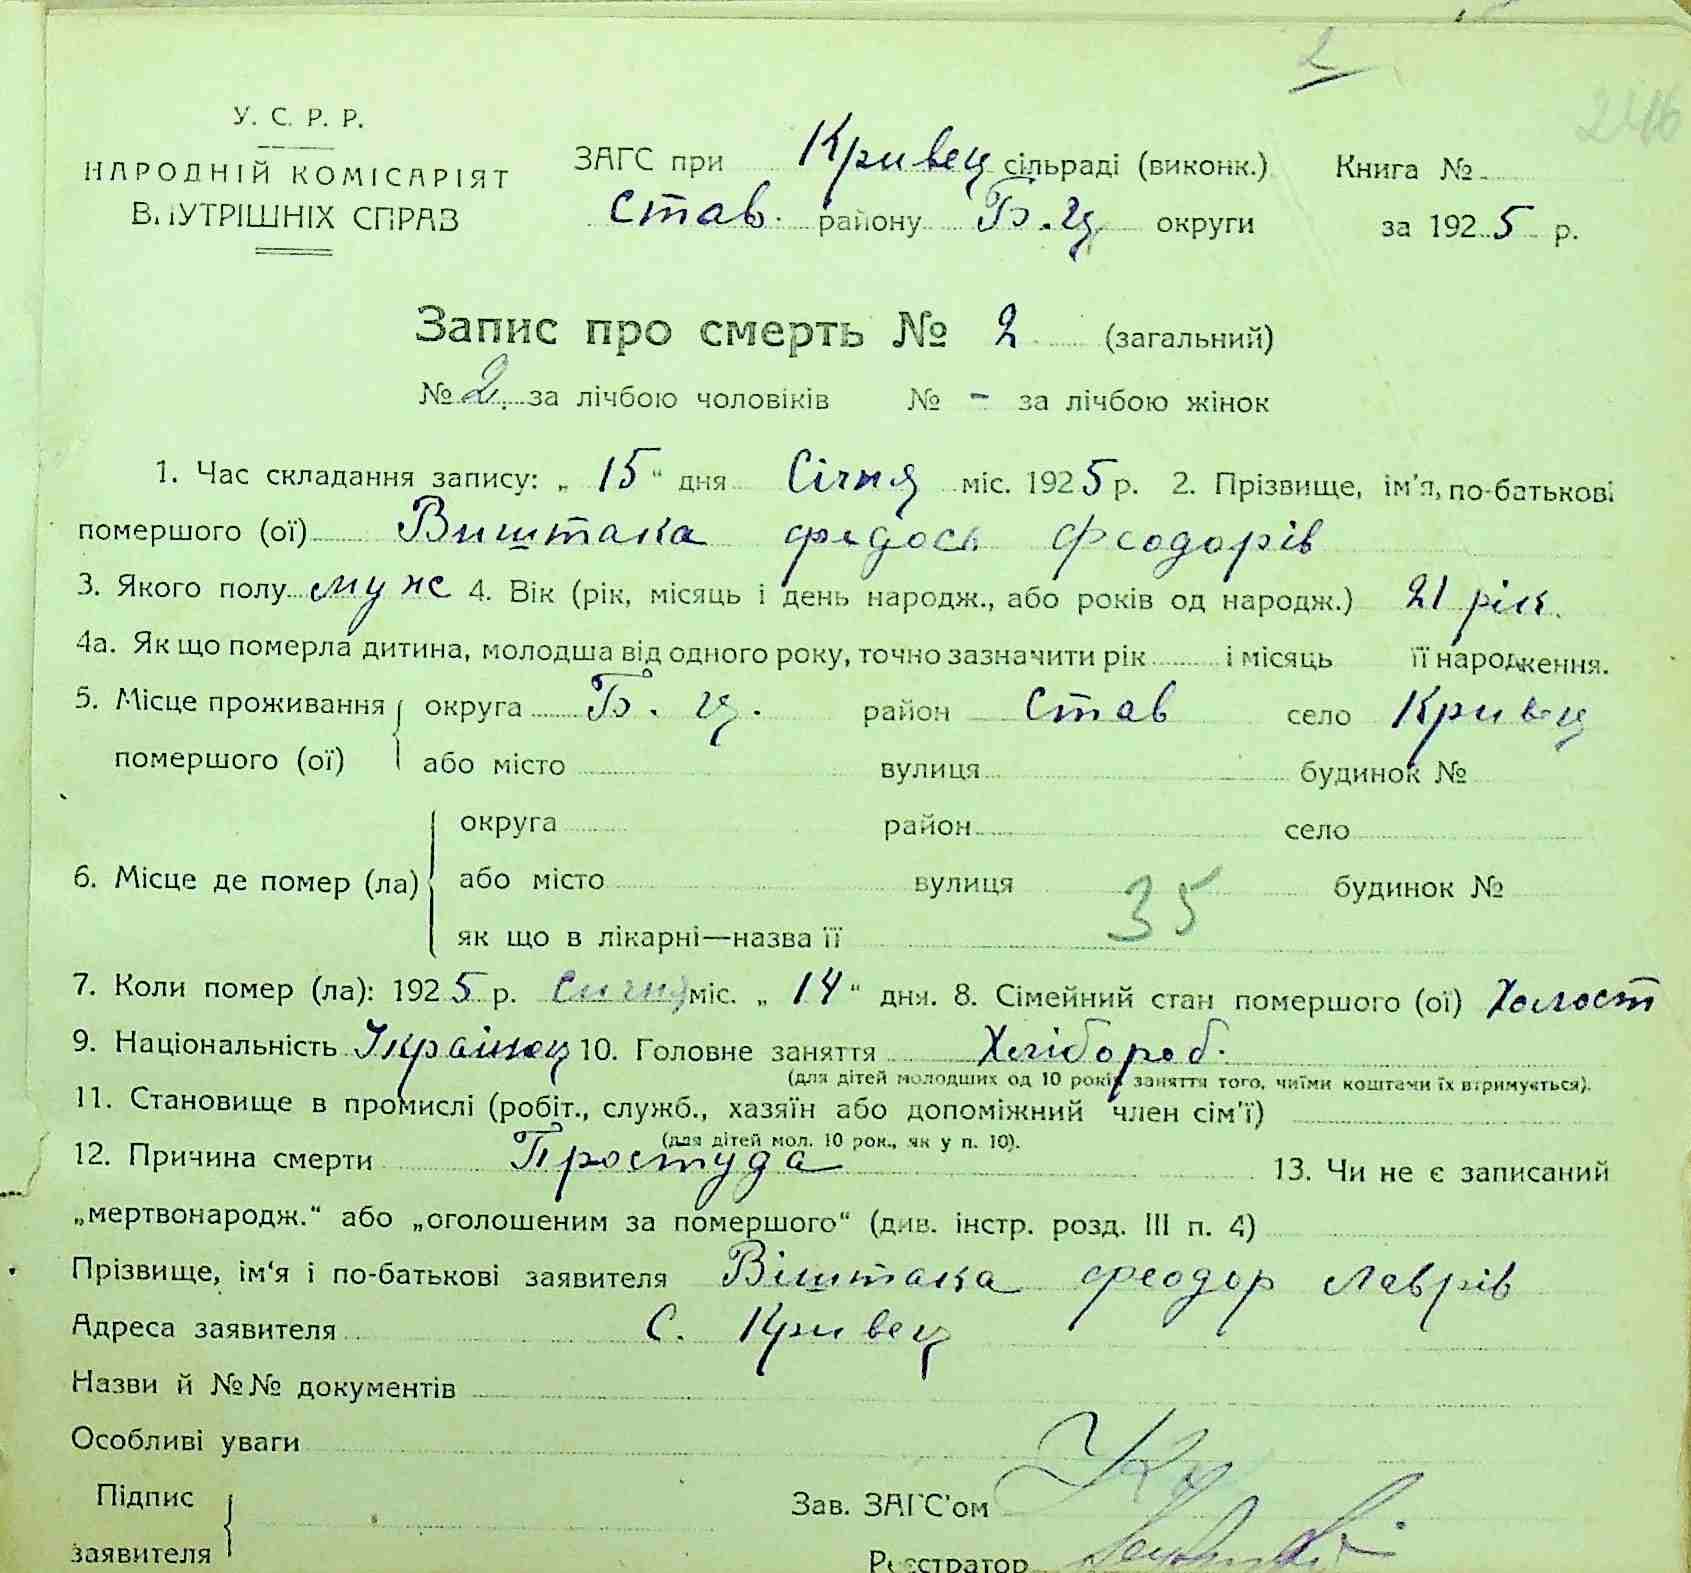 2
246
У. С. Р. Р.
НАРОДНІЙ КОМІСАРІЯТ
ВНУТРІШНІХ СПРАВ
ЗАГС при Кривец сільраді (виконк.) Книга №
Став. району Б.Ц. округи за 1925 р.
Запис про смерть № 2 (загальний)
№ 2. за лічбою чоловіків № - за лічбою жінок
1. Час складання запису: „ 15 “ дня Січня міс. 1925 р. 2. Прізвище, ім'я, по-батькові
помершого (ої) Виштака Федось Феодорів
3. Якого полу муж 4. Вік (рік, місяць і день народж., або років од народж.) 21 рік.
4а. Як що померла дитина, молодша від одного року, точно зазначити рік і місяць її народження.
5. Місце проживання округа Б. Ц. район Став село Кривец
помершого (ої) або місто вулиця будинок №
округа район село
6. Місце де помер (ла) або місто вулиця будинок №
35
як що в лікарні—назва її
7. Коли помер (ла): 1925 р. Сичня міс. „ 14 “ дня. 8. Сімейний стан помершого (ої) Холост
9. Національність Українец 10. Головне заняття Хлібороб.
(для дітей молодших од 10 років заняття того, чиїми коштами їх втримується).
11. Становище в промислі (робіт., служб., хазяїн або допоміжний член сім'ї)
(для дітей мол. 10 рок., як у п. 10).
12. Причина смерти Простуда 13. Чи не є записаний
„мертвонародж.“ або „оголошеним за помершого“ (див. інстр. розд. III п. 4)
Прізвище, ім‘я і по-батькові заявителя Віштака Феодор Лаврів
Адреса заявителя С. Кривец
Назви й №№ документів
Особливі уваги
Підпис
заявителя
Зав. ЗАГС'ом
Реєстратор